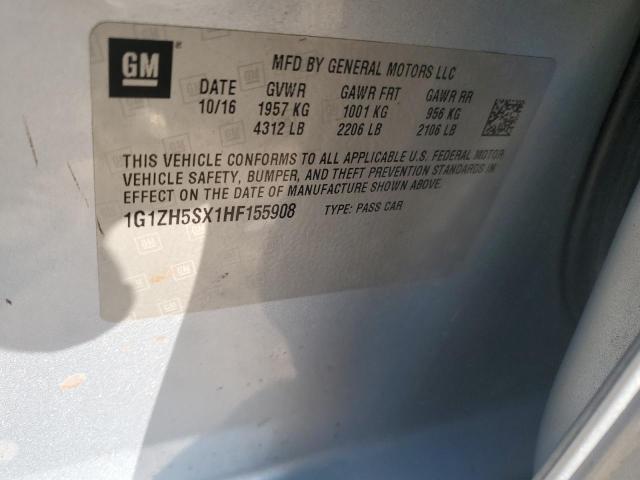 GM
MFD BY GENERAL MOTORS LLC
DATE GVWR GAWR FRT GAWR RR
10/16 1957 KG 1001 KG 956 KG
4312 LB 2206 LB 2106 LB
THIS VEHICLE CONFORMS TO ALL APPLICABLE U.S. FEDERAL MOTOR
VEHICLE SAFETY, BUMPER, AND THEFT PREVENTION STANDARDS IN
EFFECT ON THE DATE OF MANUFACTURE SHOWN ABOVE.
1G1ZH5SX1HF155908 TYPE: PASS CAR